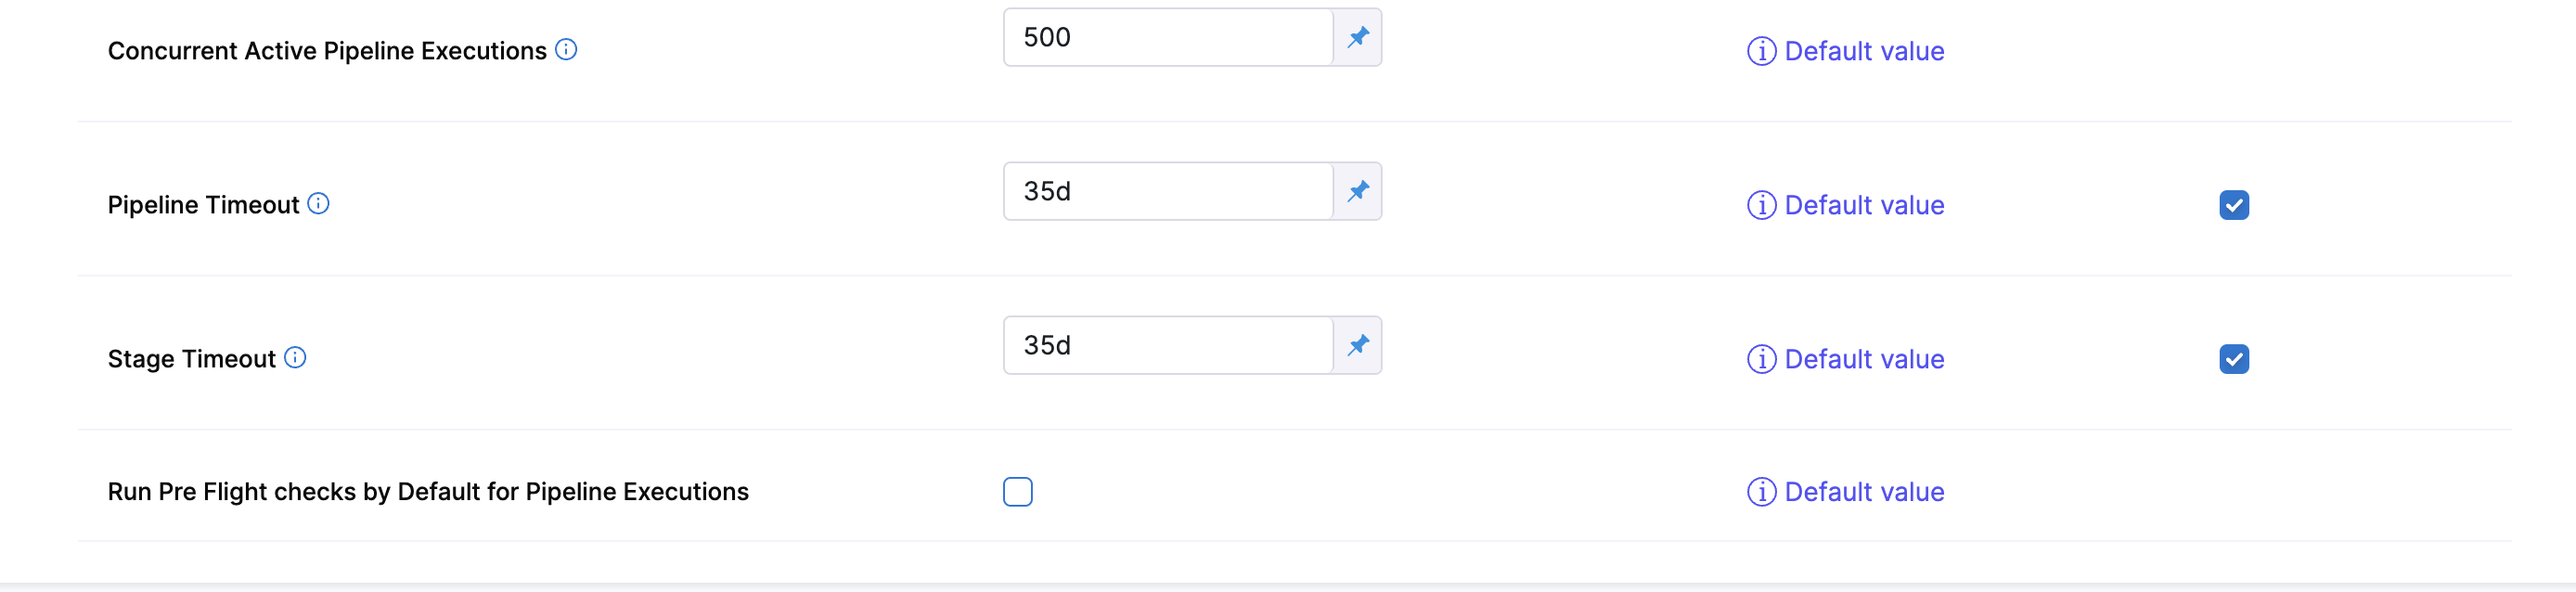 Concurrent Active Pipeline Executions 500 Default value
Pipeline Timeout 35d Default value
Stage Timeout 35d Default value
Run Pre Flight checks by Default for Pipeline Executions Default value